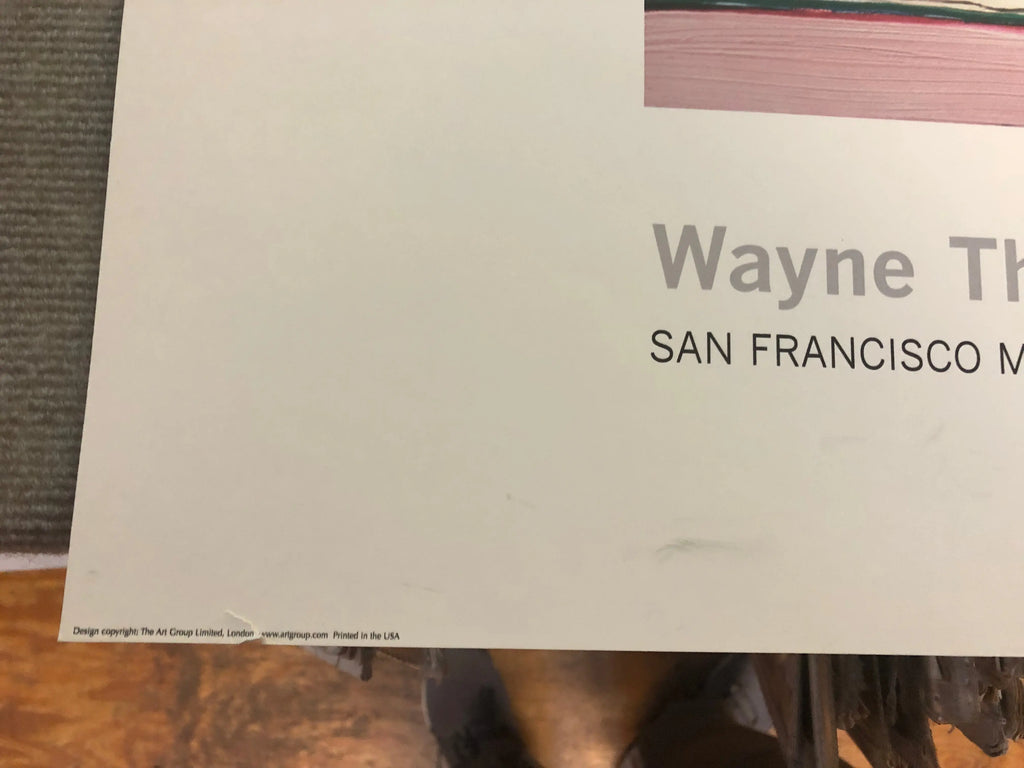 Wayne Th
SAN FRANCISCO M
Design copyright: The Art Group Limited, London www.artgroup.com Printed in the USA